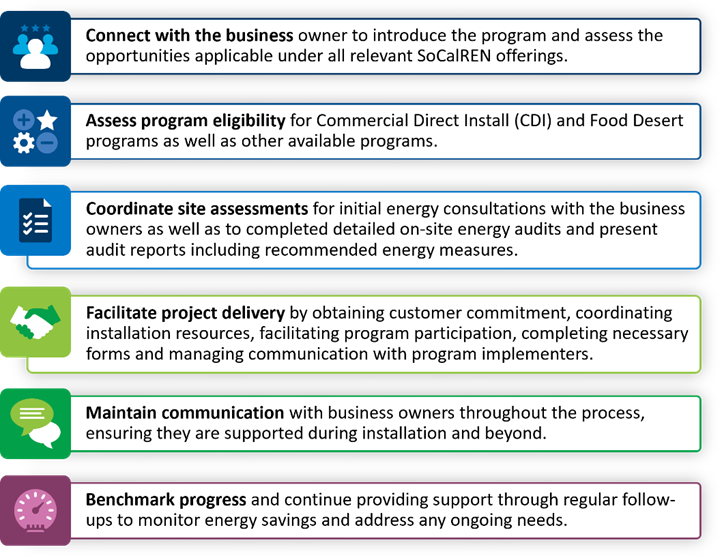 Connect with the business owner to introduce the program and assess the
opportunities applicable under all relevant SoCalREN offerings.
Assess program eligibility for Commercial Direct Install (CDI) and Food Desert
programs as well as other available programs.
Coordinate site assessments for initial energy consultations with the business
owners as well as to completed detailed on-site energy audits and present
audit reports including recommended energy measures.
Facilitate project delivery by obtaining customer commitment, coordinating
installation resources, facilitating program participation, completing necessary
forms and managing communication with program implementers.
Maintain communication with business owners throughout the process,
ensuring they are supported during installation and beyond.
Benchmark progress and continue providing support through regular follow-
ups to monitor energy savings and address any ongoing needs.